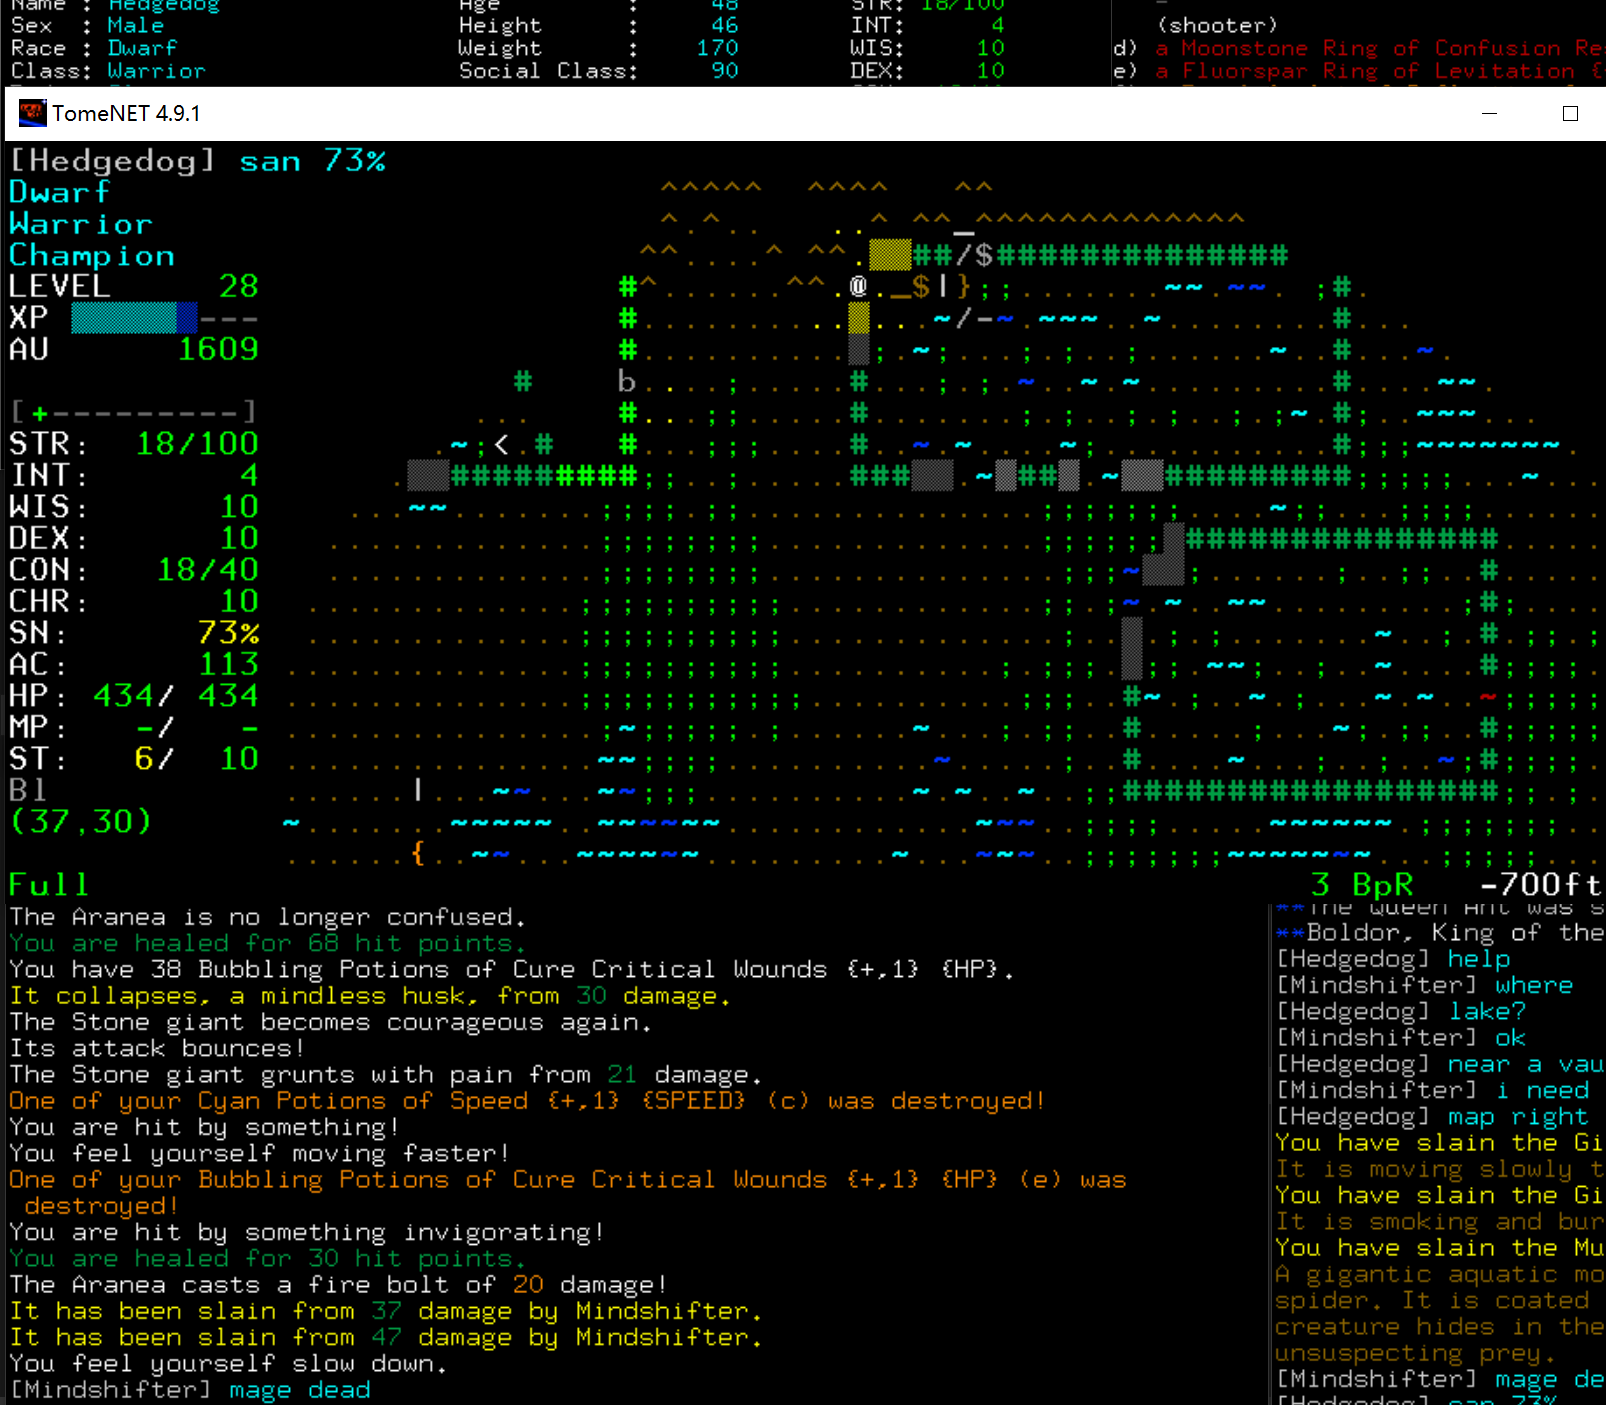 Name : Hedgedog Age : 48 STR: 18/100
Sex : Male Height : 46 INT: 4
Race : Dwarf Weight : 170 WIS: 10
Class: Warrior Social Class: 90 DEX: 10
(shooter)
d) a Moonstone Ring of Confusion Re
e) a Fluorspar Ring of Levitation {
TomeNET 4.9.1
[Hedgedog] san 73%
Dwarf
Warrior
Champion
LEVEL 28
XP
AU 1609
[+---------]
STR: 18/100
INT: 4
WIS: 10
DEX: 10
CON: 18/40
CHR: 10
SN: 73%
AC: 113
HP: 434/ 434
MP: -/ -
ST: 6/ 10
Bl
(37,30)
Full 3 BpR -700ft
The Aranea is no longer confused.
You are healed for 68 hit points.
You have 38 Bubbling Potions of Cure Critical Wounds {+,1} {HP}.
It collapses, a mindless husk, from 30 damage.
The Stone giant becomes courageous again.
Its attack bounces!
The Stone giant grunts with pain from 21 damage.
One of your Cyan Potions of Speed {+,1} {SPEED} (c) was destroyed!
You are hit by something!
You feel yourself moving faster!
One of your Bubbling Potions of Cure Critical Wounds {+,1} {HP} (e) was
destroyed!
You are hit by something invigorating!
You are healed for 30 hit points.
The Aranea casts a fire bolt of 20 damage!
It has been slain from 37 damage by Mindshifter.
It has been slain from 47 damage by Mindshifter.
You feel yourself slow down.
[Mindshifter] mage dead
**The Queen Ant was s
**Boldor, King of the
[Hedgedog] help
[Mindshifter] where
[Hedgedog] lake?
[Mindshifter] ok
[Hedgedog] near a vau
[Mindshifter] i need
[Hedgedog] map right
You have slain the Gi
It is moving slowly t
You have slain the Gi
It is smoking and bur
You have slain the Mu
A gigantic aquatic mo
spider. It is coated
creature hides in the
unsuspecting prey.
[Mindshifter] mage de
[Hedgedog] san 73%